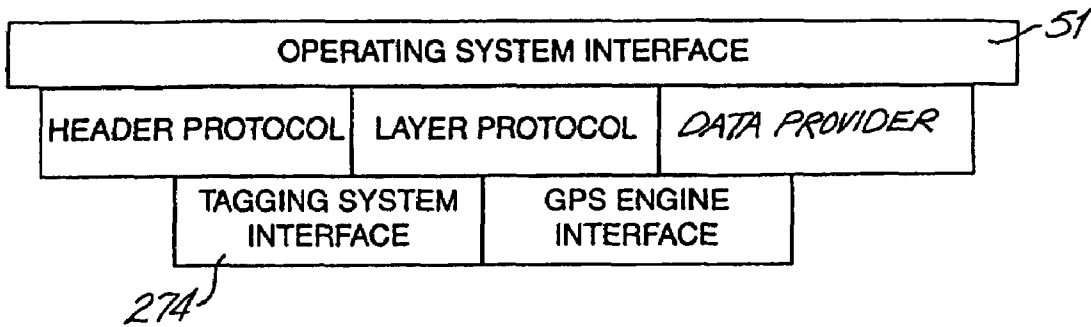 OPERATING SYSTEM INTERFACE 51
HEADER PROTOCOL LAYER PROTOCOL DATA PROVIDER
TAGGING SYSTEM INTERFACE
GPS ENGINE INTERFACE
274